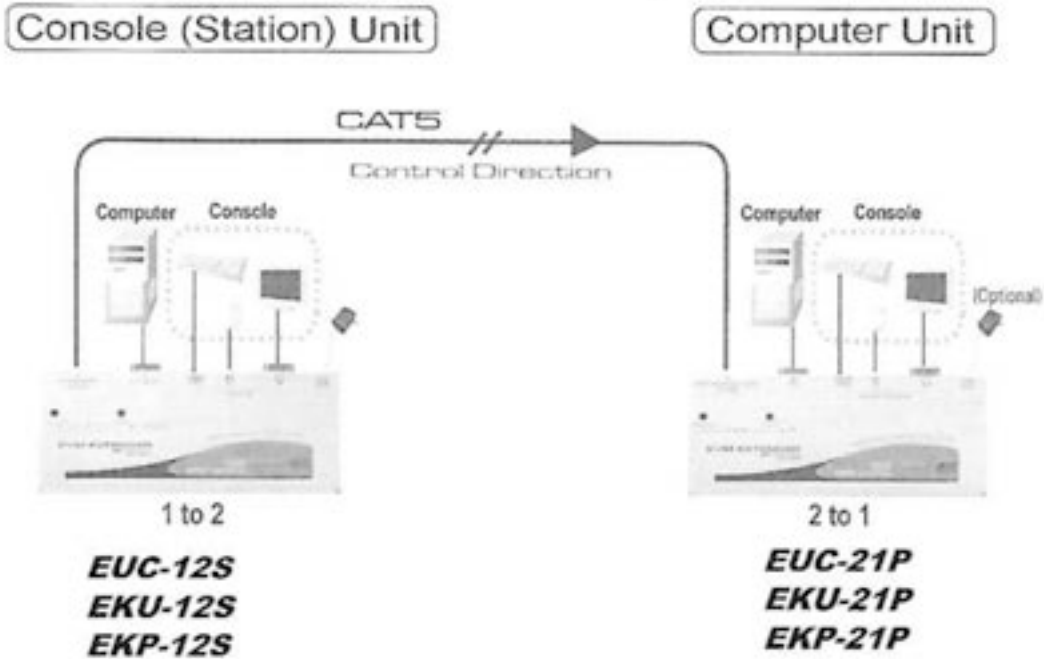 Console (Station) Unit
Computer Unit
CAT5
Control Direction
Computer
Console
Computer
Console
(Optional)
1 to 2
2 to 1
EUC-12S
EKU-12S
EKP-12S
EUC-21P
EKU-21P
EKP-21P